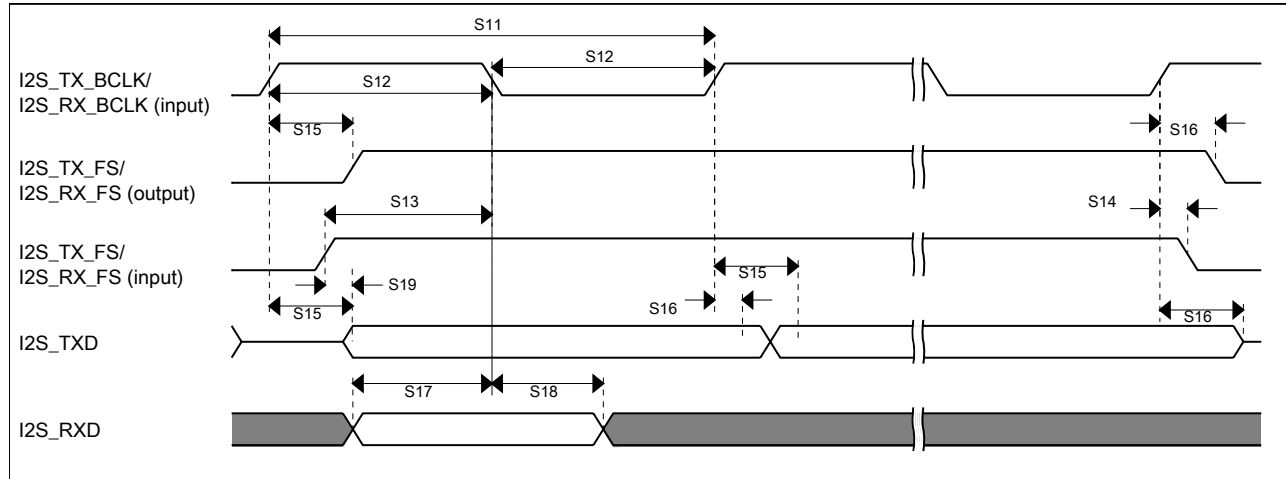 S11
I2S_TX_BCLK/
I2S_RX_BCLK (input)
S12
S12
S15
S16
I2S_TX_FS/
I2S_RX_FS (output)
S13
S14
I2S_TX_FS/
I2S_RX_FS (input)
S15
S19
S16
S15
S16
I2S_TXD
S17
S18
I2S_RXD